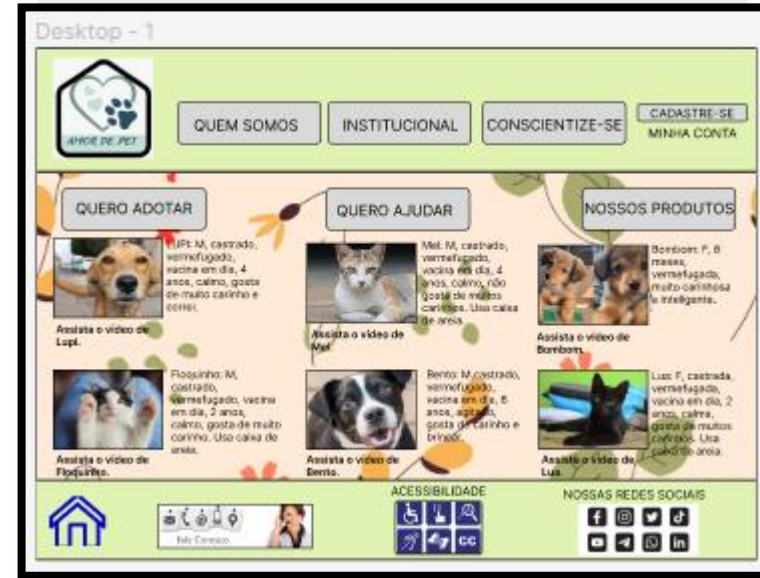 Desktop - 1
AMOR DE PET
QUEM SOMOS
INSTITUCIONAL
CONSCIENTIZE-SE
CADASTRE-SE
MINHA CONTA
QUERO ADOTAR
QUERO AJUDAR
NOSSOS PRODUTOS
LUPI: M, castrado,
vermefugado,
vacina em dia, 4
anos, calmo, gosta
de muito carinho e
correr.
Assista o vídeo de
Lupi.
Mel: M, castrado,
vermefugado,
vacina em dia, 4
anos, calmo, não
gosta de muitos
carinhos. Usa caixa
de areia.
Assista o vídeo de
Mel
Bombom: F, 8
meses,
vermefugada,
muito carinhosa
e inteligente.
Assista o vídeo de
Bombom.
Floquinho: M,
castrado,
vermefugado, vacina
em dia, 2 anos,
calmo, gosta de muito
carinho. Usa caixa de
areia.
Assista o vídeo de
Floquinho.
Bento: M,castrado,
vermefugado,
vacina em dia, 6
anos, agitado,
gosta de carinho e
brincar.
Assista o vídeo de
Bento.
Lua: F, castrada,
vermefugada,
vacina em dia, 2
anos, calma,
gosta de muitos
carinhos. Usa
caixa de areia.
Assista o vídeo de
Lua.
Fale Conosco
ACESSIBILIDADE
CC
NOSSAS REDES SOCIAIS